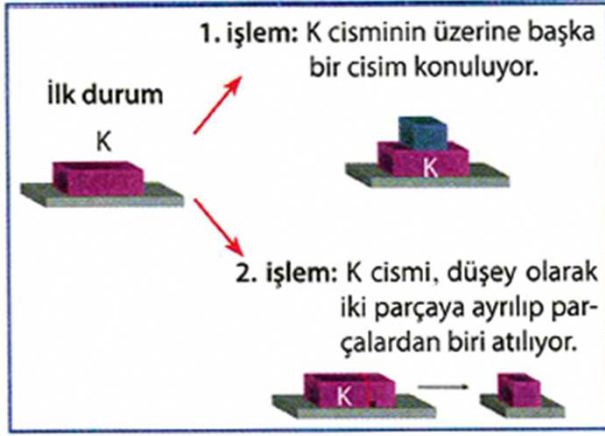 1. işlem: K cisminin üzerine başka
bir cisim konuluyor.
İlk durum
K
K
2. işlem: K cismi, düşey olarak
iki parçaya ayrılıp par-
çalardan biri atılıyor.
K